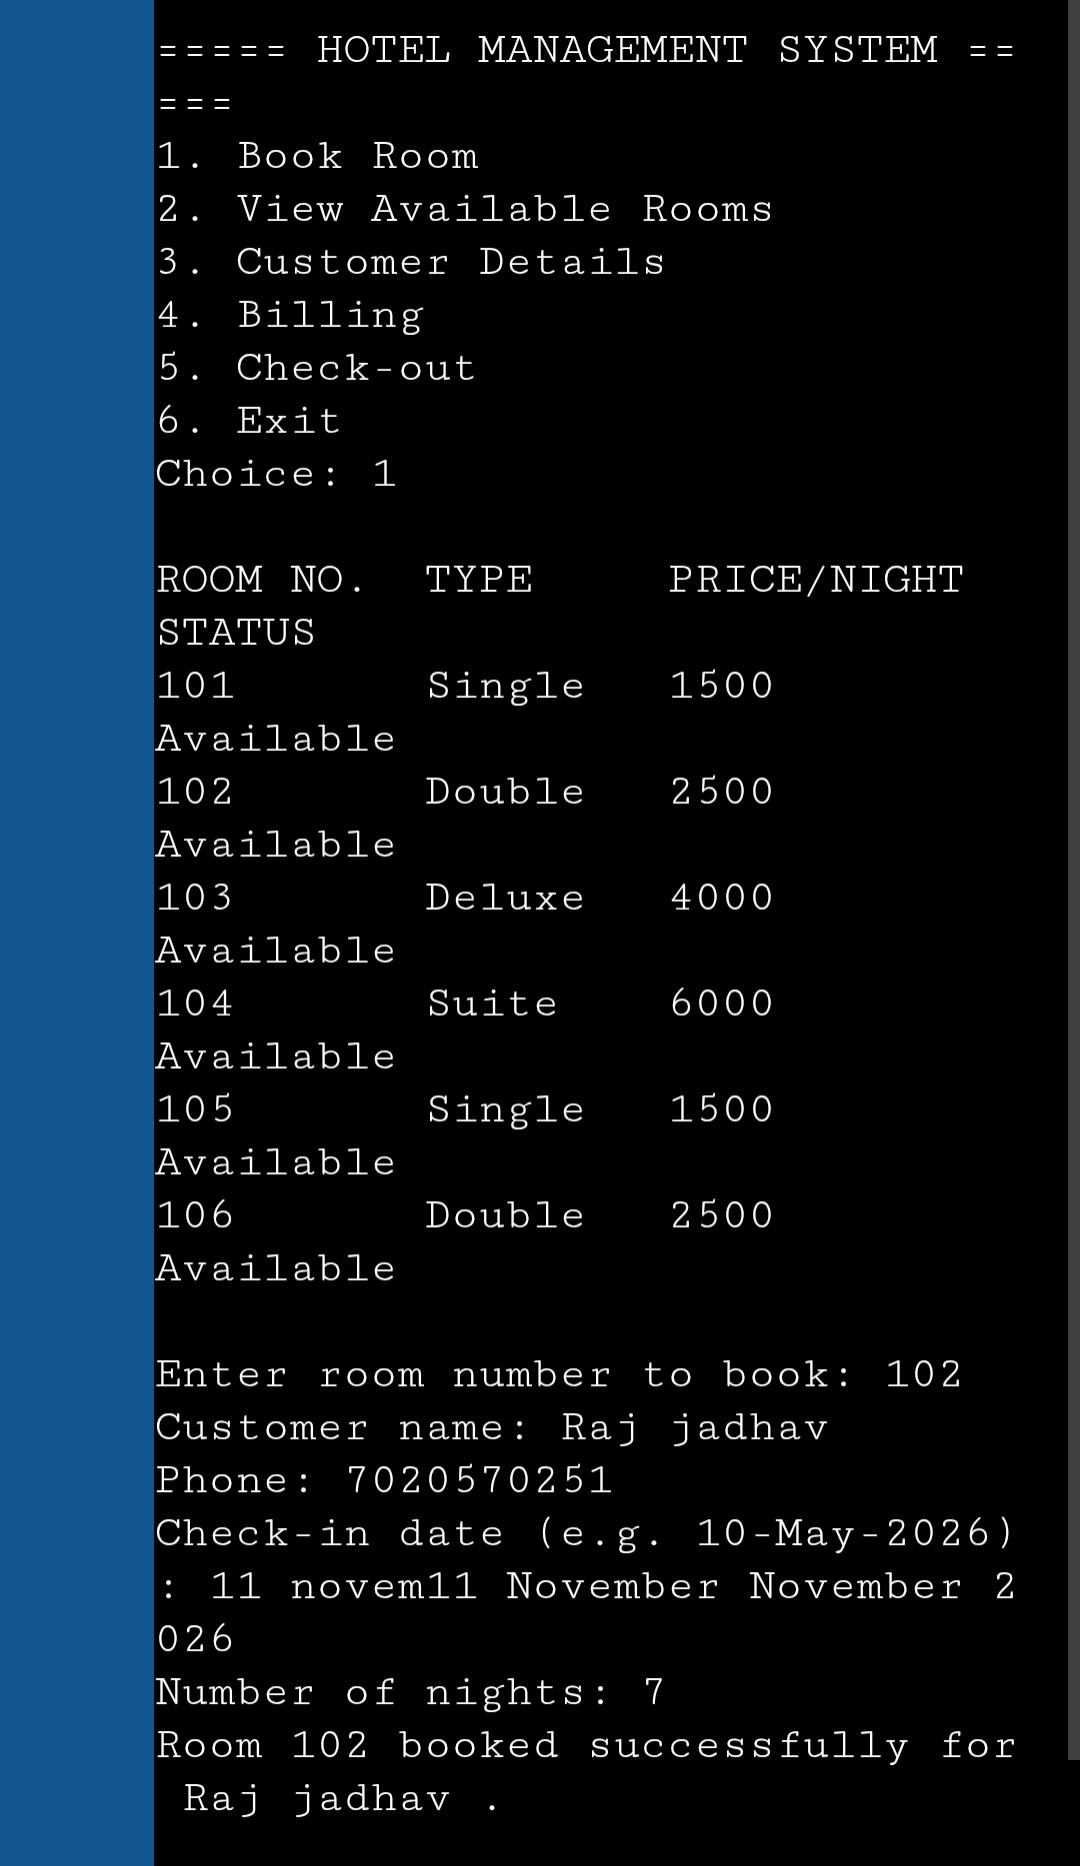 ===== HOTEL MANAGEMENT SYSTEM ==
===
1. Book Room
2. View Available Rooms
3. Customer Details
4. Billing
5. Check-out
6. Exit
Choice: 1

ROOM NO.  TYPE     PRICE/NIGHT
STATUS
101       Single   1500
Available
102       Double   2500
Available
103       Deluxe   4000
Available
104       Suite    6000
Available
105       Single   1500
Available
106       Double   2500
Available

Enter room number to book: 102
Customer name: Raj jadhav
Phone: 7020570251
Check-in date (e.g. 10-May-2026)
: 11 novem11 November November 2
026
Number of nights: 7
Room 102 booked successfully for
 Raj jadhav .